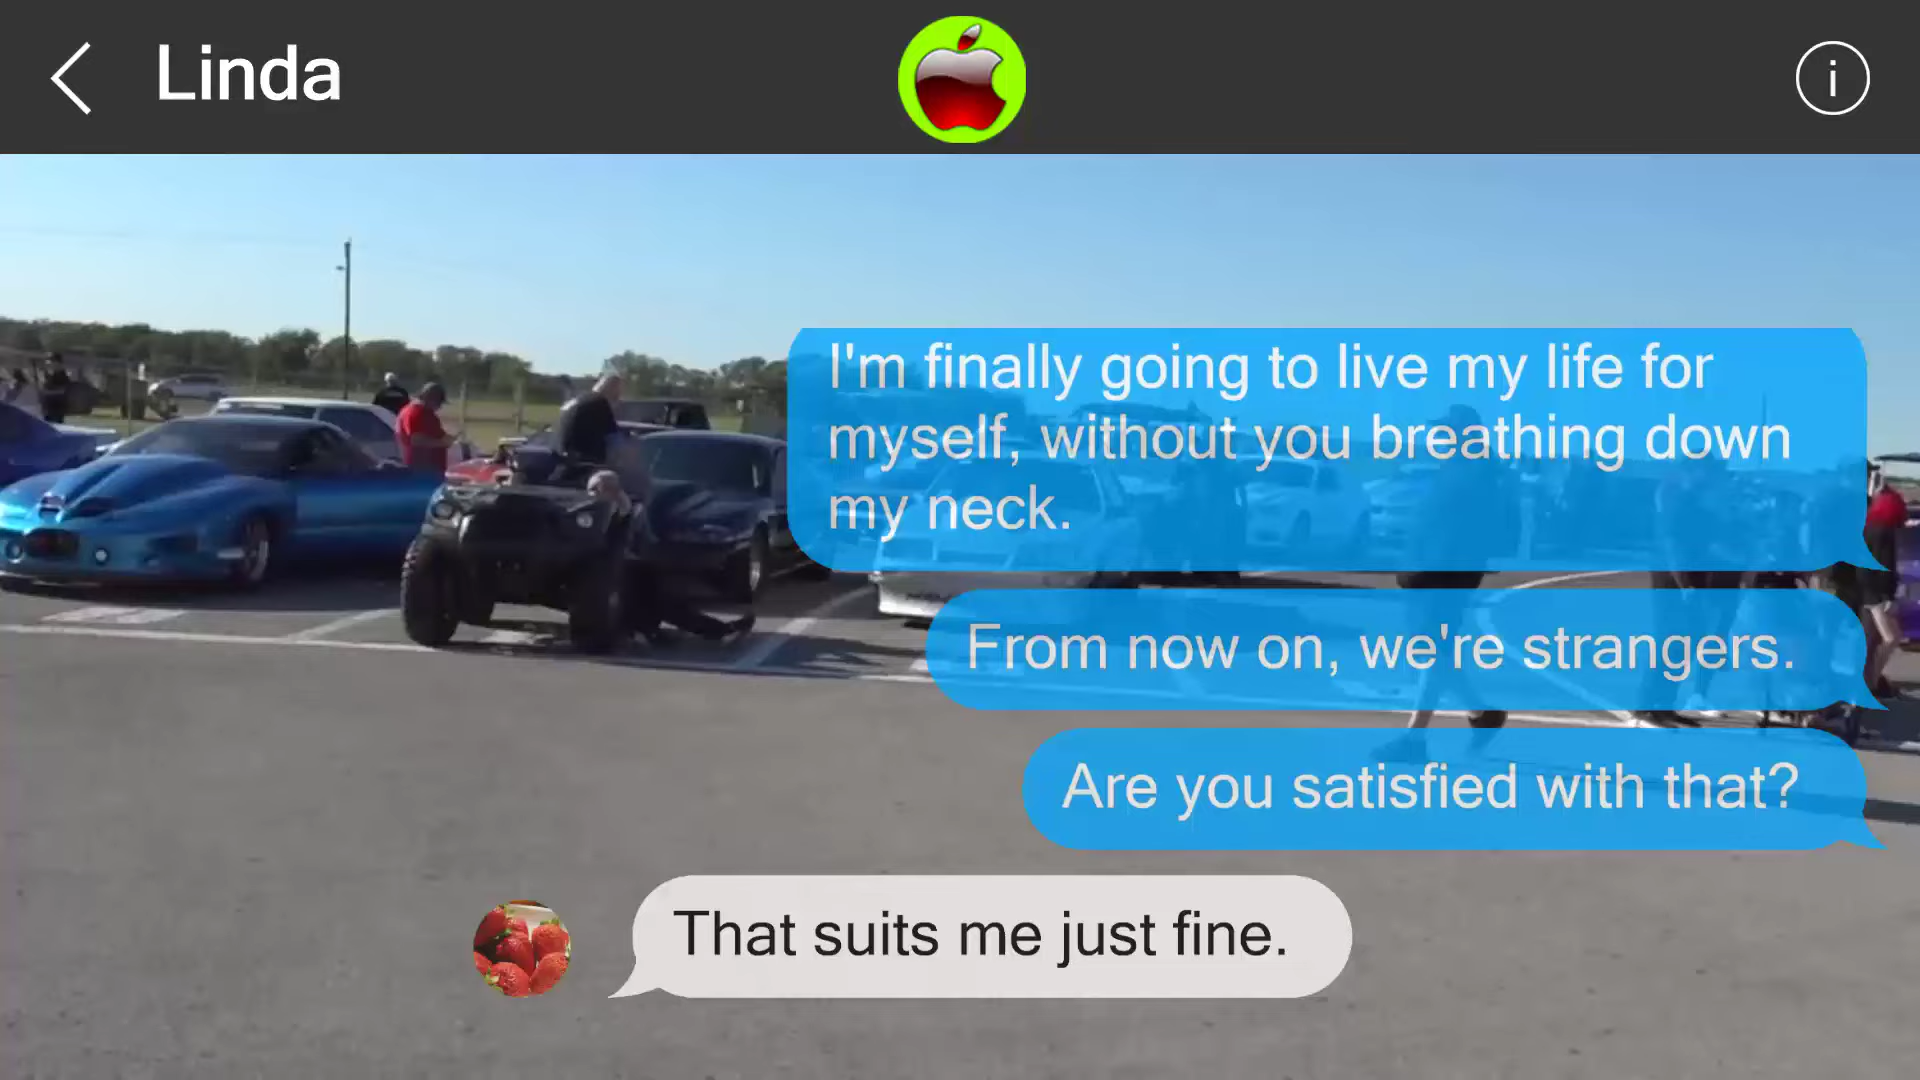 Linda
I'm finally going to live my life for
myself, without you breathing down
my neck.
From now on, we're strangers.
Are you satisfied with that?
That suits me just fine.